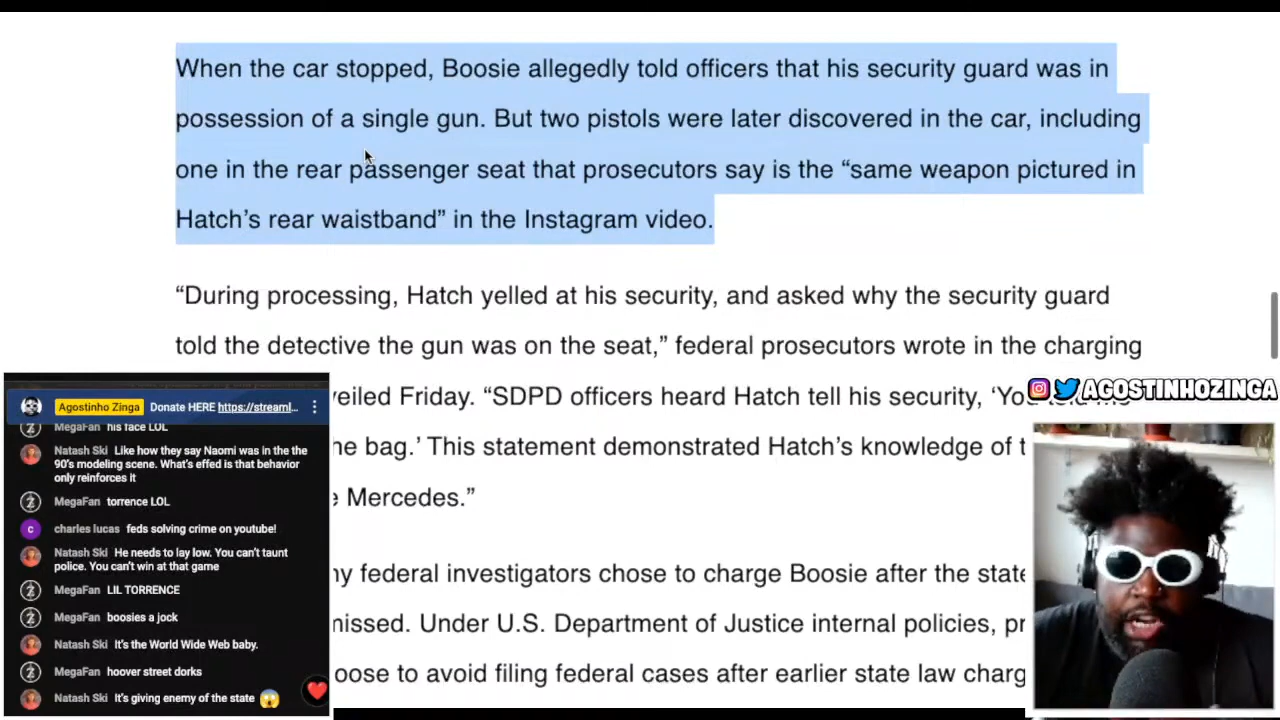 When the car stopped, Boosie allegedly told officers that his security guard was in
possession of a single gun. But two pistols were later discovered in the car, including
one in the rear passenger seat that prosecutors say is the “same weapon pictured in
Hatch’s rear waistband” in the Instagram video.
“During processing, Hatch yelled at his security, and asked why the security guard
told the detective the gun was on the seat,” federal prosecutors wrote in the charging
veiled Friday. “SDPD officers heard Hatch tell his security, ‘You
he bag.’ This statement demonstrated Hatch’s knowledge of
Mercedes.”
ny federal investigators chose to charge Boosie after the state
missed. Under U.S. Department of Justice internal policies, pr
oose to avoid filing federal cases after earlier state law charg
AGOSTINHOZINGA
Agostinho Zinga Donate HERE https://streaml...
MegaFan his face LOL
Natash Ski Like how they say Naomi was in the the
90's modeling scene. What's effed is that behavior
only reinforces it
MegaFan torrence LOL
charles lucas feds solving crime on youtube!
Natash Ski He needs to lay low. You can't taunt
police. You can't win at that game
MegaFan LIL TORRENCE
MegaFan boosies a jock
Natash Ski It's the World Wide Web baby.
MegaFan hoover street dorks
Natash Ski It's giving enemy of the state